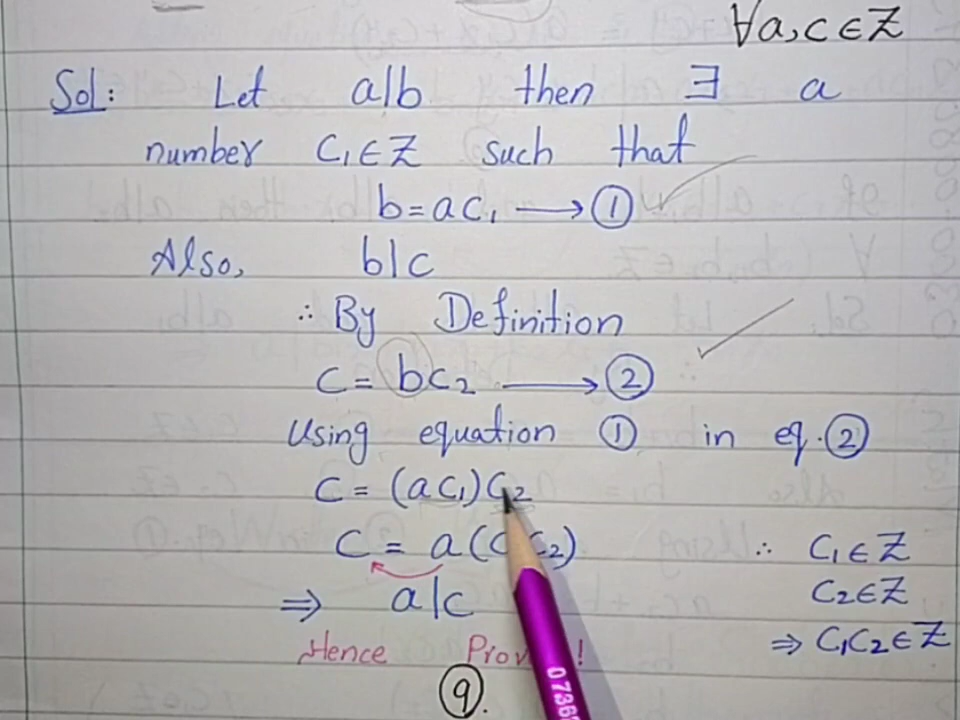 ∀a,c∈Z
Sol: Let a|b then ∃ a
number C₁∈Z such that
b=ac₁ → ①
Also, b|c
∴ By Definition
c = bc₂ → ②
Using equation ① in eq.②
c = (ac₁)c₂
c = a(c c₂) ∴ C₁∈Z
⇒ a|c C₂∈Z
Hence ! ⇒ C₁C₂∈Z
9.